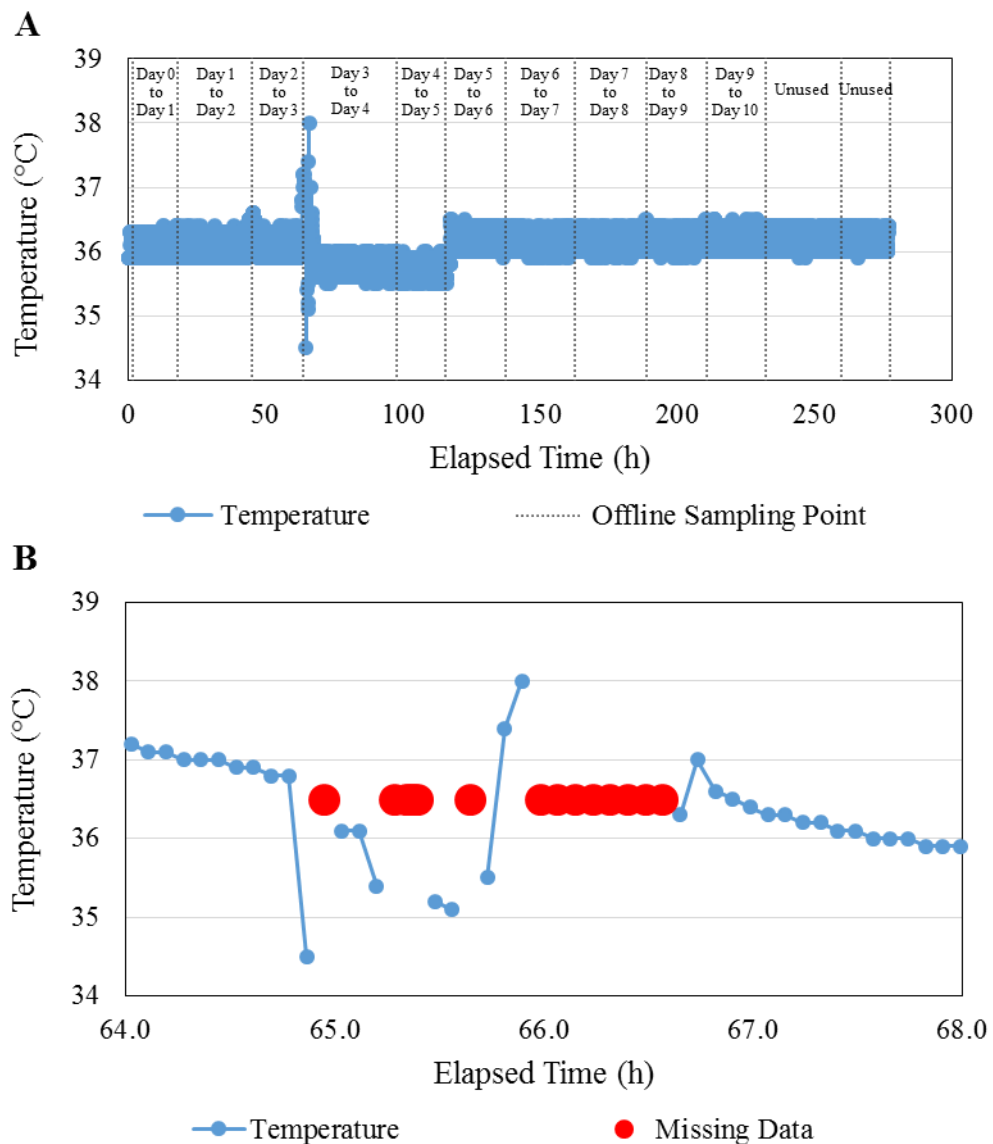 A
39
38
37
36
35
34
Temperature (°C)
Day 0
to
Day 1
Day 1
to
Day 2
Day 2
to
Day 3
Day 3
to
Day 4
Day 4
to
Day 5
Day 5
to
Day 6
Day 6
to
Day 7
Day 7
to
Day 8
Day 8
to
Day 9
Day 9
to
Day 10
Unused
Unused
0 50 100 150 200 250 300
Elapsed Time (h)
Temperature Offline Sampling Point
B
39
38
37
36
35
34
Temperature (°C)
64.0 65.0 66.0 67.0 68.0
Elapsed Time (h)
Temperature Missing Data